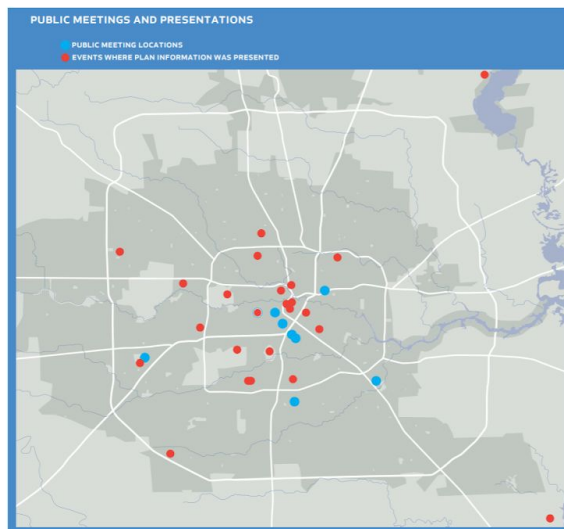 PUBLIC MEETINGS AND PRESENTATIONS
PUBLIC MEETING LOCATIONS
EVENTS WHERE PLAN INFORMATION WAS PRESENTED